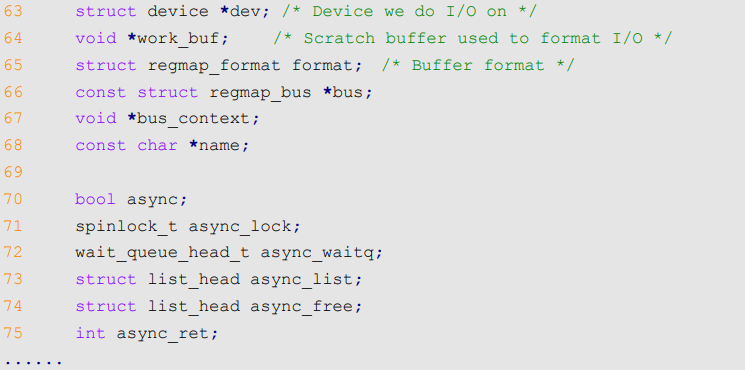 63 struct device *dev; /* Device we do I/O on */
64 void *work_buf; /* Scratch buffer used to format I/O */
65 struct regmap_format format; /* Buffer format */
66 const struct regmap_bus *bus;
67 void *bus_context;
68 const char *name;
69
70 bool async;
71 spinlock_t async_lock;
72 wait_queue_head_t async_waitq;
73 struct list_head async_list;
74 struct list_head async_free;
75 int async_ret;
......